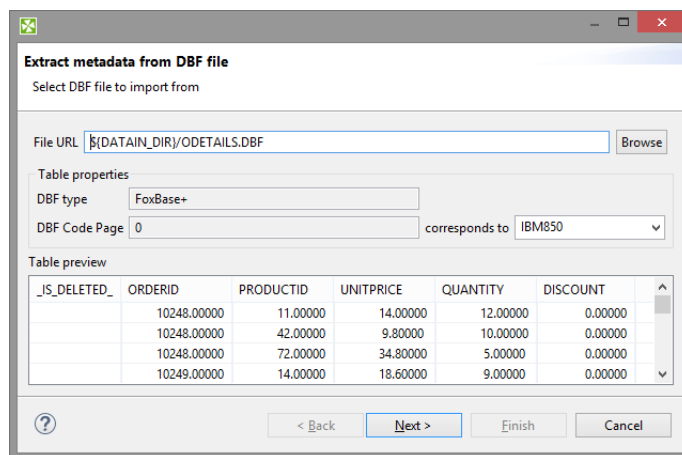 Extract metadata from DBF file
Select DBF file to import from
File URL ${DATAIN_DIR}/ODETAILS.DBF Browse
Table properties
DBF type FoxBase+
DBF Code Page 0 corresponds to IBM850
Table preview
_IS_DELETED_ ORDERID PRODUCTID UNITPRICE QUANTITY DISCOUNT
10248.00000 11.00000 14.00000 12.00000 0.00000
10248.00000 42.00000 9.80000 10.00000 0.00000
10248.00000 72.00000 34.80000 5.00000 0.00000
10249.00000 14.00000 18.60000 9.00000 0.00000
? < Back Next > Finish Cancel